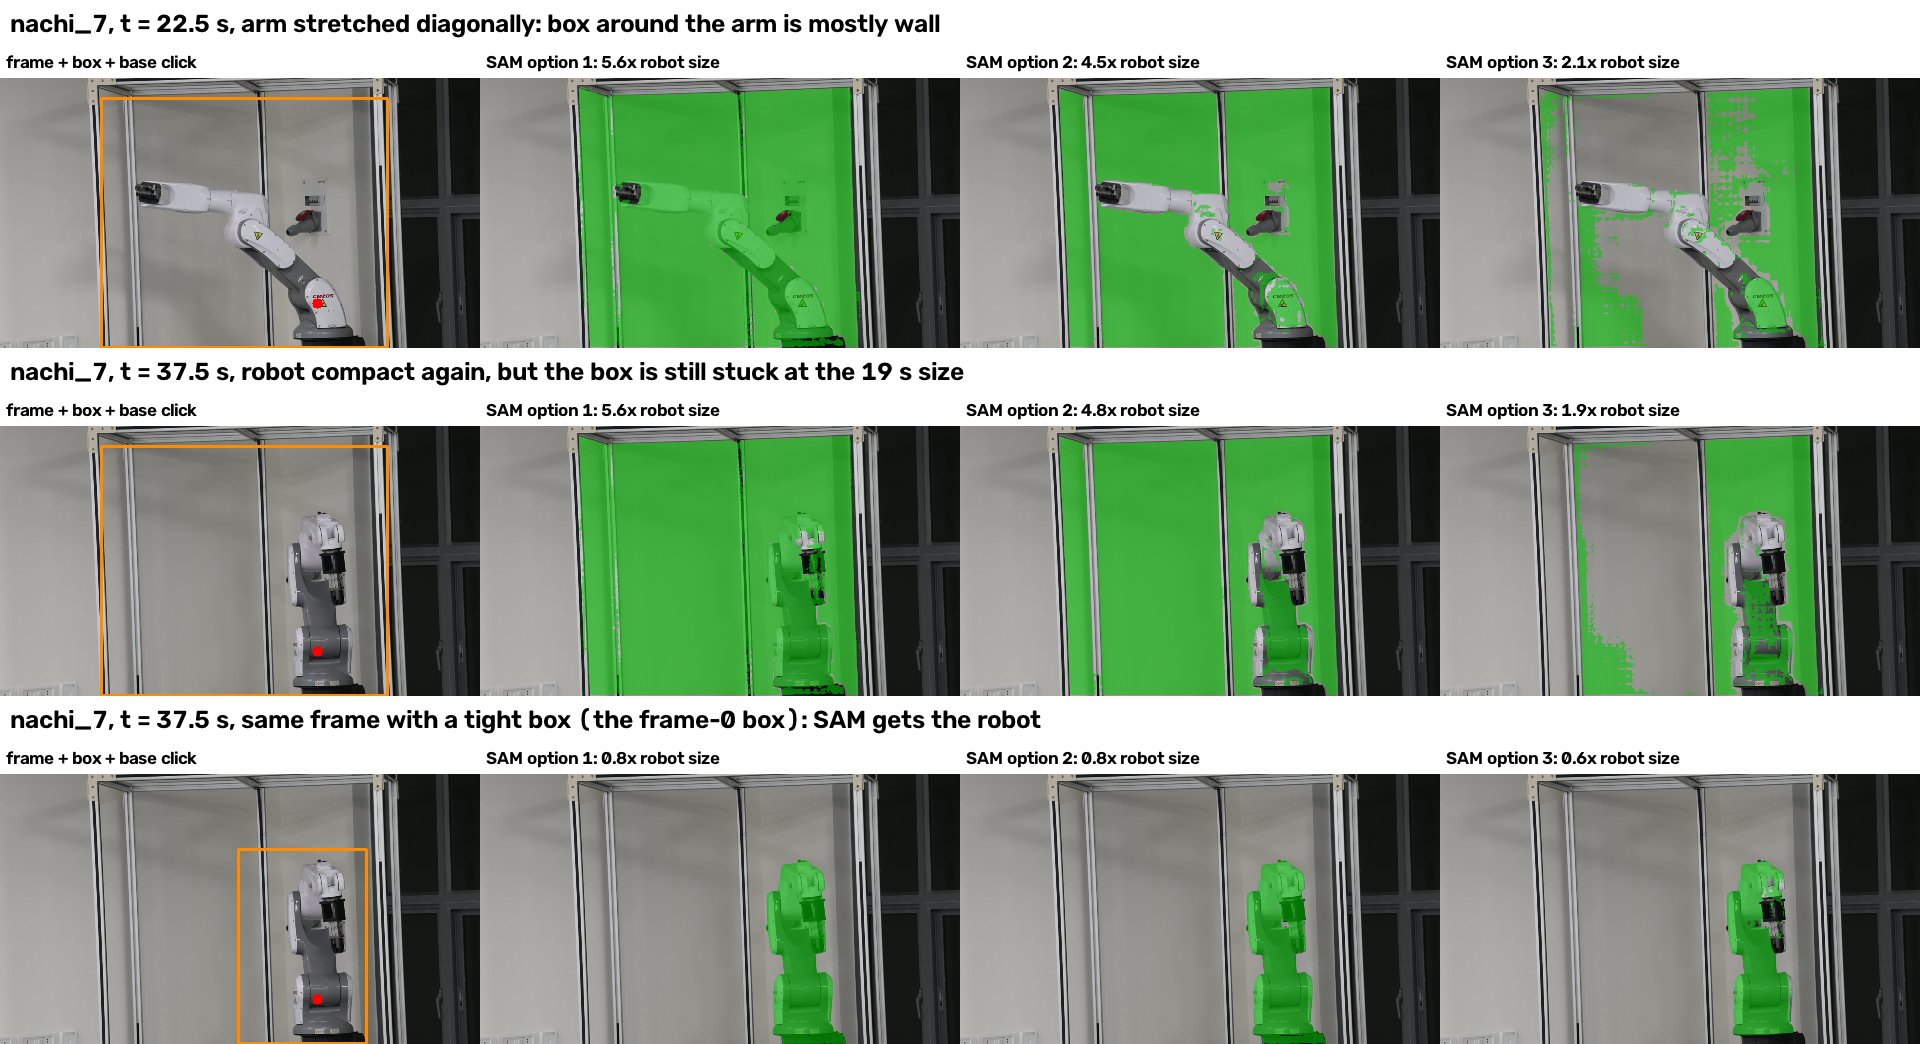 nachi_7, t = 22.5 s, arm stretched diagonally: box around the arm is mostly wall
frame + box + base click
SAM option 1: 5.6x robot size
SAM option 2: 4.5x robot size
SAM option 3: 2.1x robot size
nachi_7, t = 37.5 s, robot compact again, but the box is still stuck at the 19 s size
frame + box + base click
SAM option 1: 5.6x robot size
SAM option 2: 4.8x robot size
SAM option 3: 1.9x robot size
nachi_7, t = 37.5 s, same frame with a tight box (the frame-0 box): SAM gets the robot
frame + box + base click
SAM option 1: 0.8x robot size
SAM option 2: 0.8x robot size
SAM option 3: 0.6x robot size